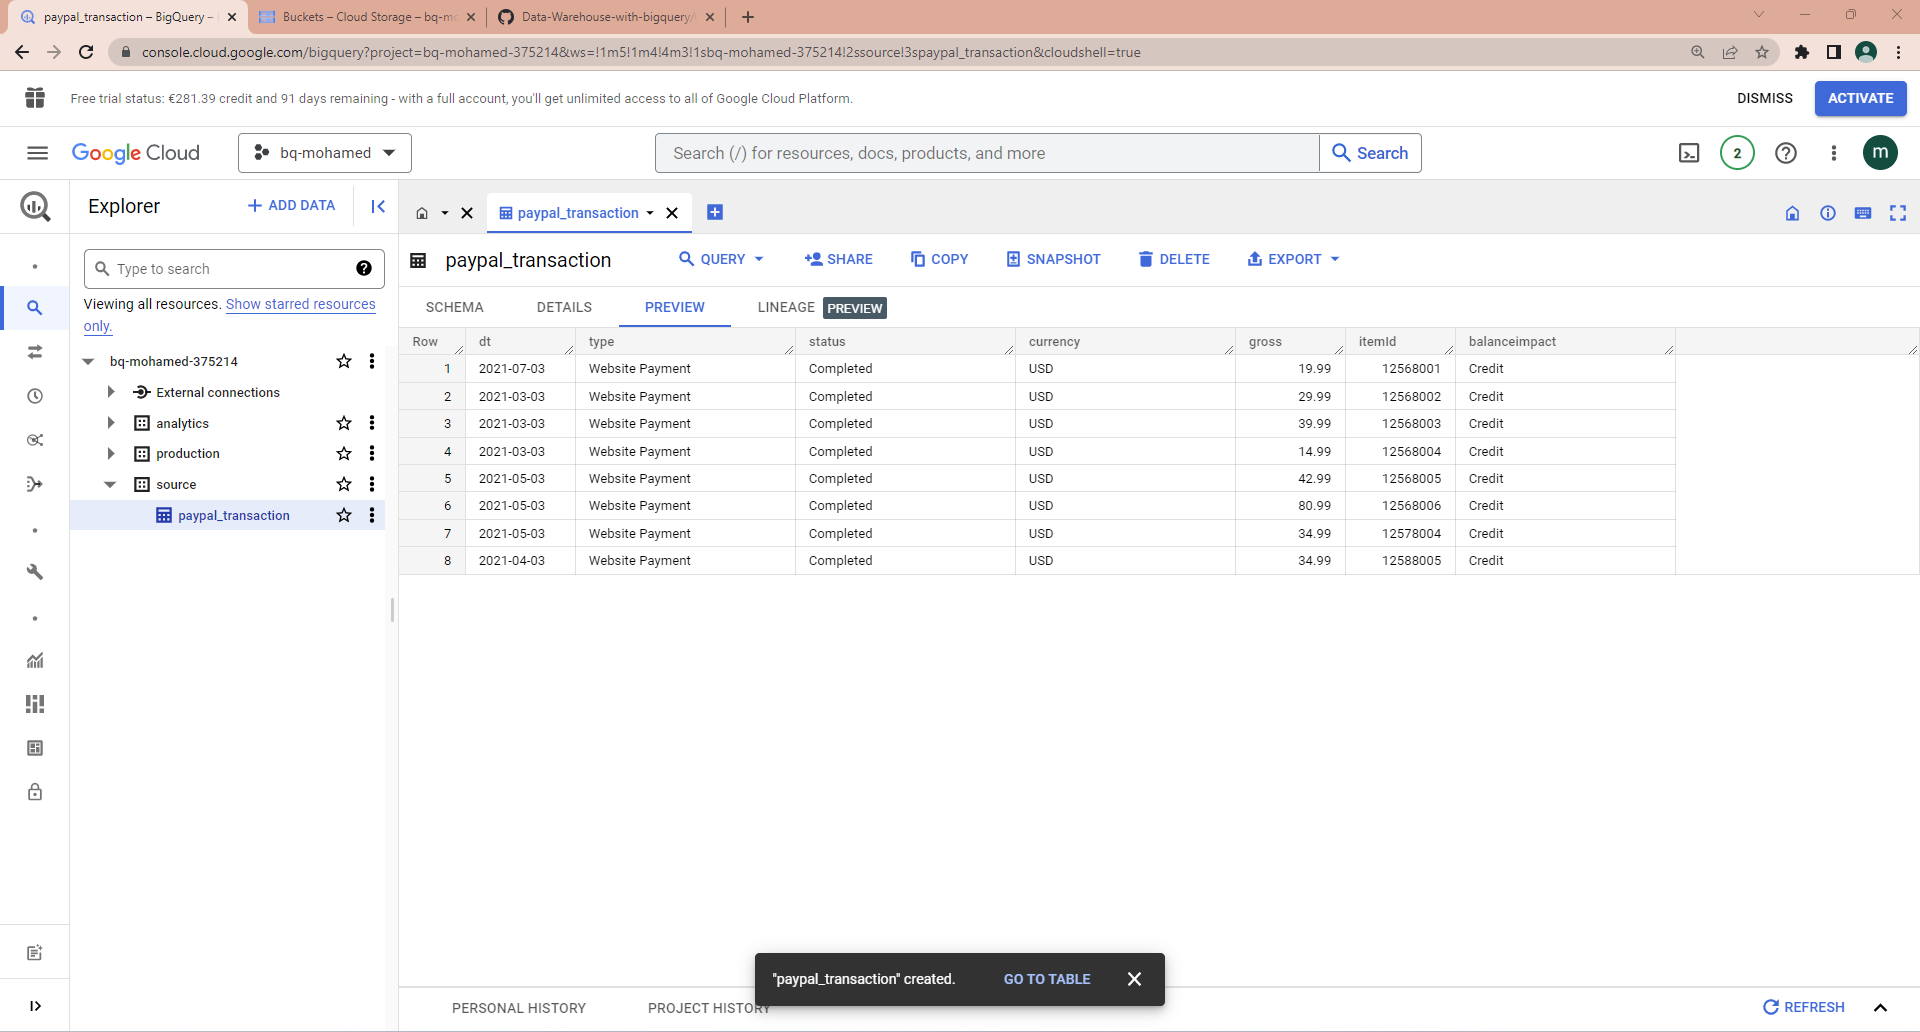 paypal_transaction – BigQuery –
Buckets – Cloud Storage – bq-mo
Data-Warehouse-with-bigquery/
console.cloud.google.com/bigquery?project=bq-mohamed-375214&ws=!1m5!1m4!4m3!1sbq-mohamed-375214!2ssource!3spaypal_transaction&cloudshell=true
Free trial status: €281.39 credit and 91 days remaining - with a full account, you'll get unlimited access to all of Google Cloud Platform.
DISMISS
ACTIVATE
Google Cloud
bq-mohamed
Search (/) for resources, docs, products, and more
Search
2
m
Explorer
+ ADD DATA
paypal_transaction
Type to search
Viewing all resources. Show starred resources
only.
bq-mohamed-375214
External connections
analytics
production
source
paypal_transaction
paypal_transaction
QUERY
SHARE
COPY
SNAPSHOT
DELETE
EXPORT
SCHEMA DETAILS PREVIEW LINEAGE PREVIEW
Row dt type status currency gross itemId balanceimpact
1 2021-07-03 Website Payment Completed USD 19.99 12568001 Credit
2 2021-03-03 Website Payment Completed USD 29.99 12568002 Credit
3 2021-03-03 Website Payment Completed USD 39.99 12568003 Credit
4 2021-03-03 Website Payment Completed USD 14.99 12568004 Credit
5 2021-05-03 Website Payment Completed USD 42.99 12568005 Credit
6 2021-05-03 Website Payment Completed USD 80.99 12568006 Credit
7 2021-05-03 Website Payment Completed USD 34.99 12578004 Credit
8 2021-04-03 Website Payment Completed USD 34.99 12588005 Credit
"paypal_transaction" created.
GO TO TABLE
PERSONAL HISTORY
PROJECT HISTORY
REFRESH